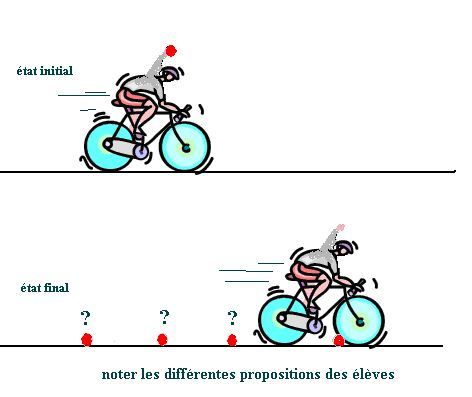 état initial
état final
? ? ?
noter les différentes propositions des élèves